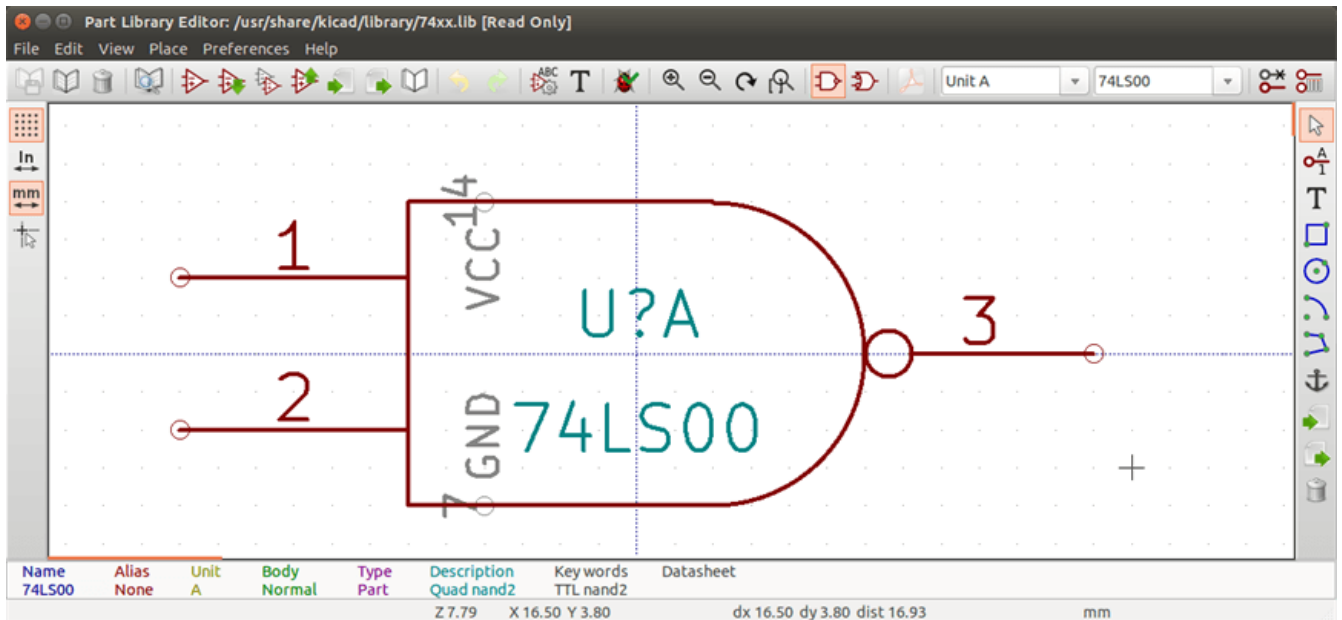 Part Library Editor: /usr/share/kicad/library/74xx.lib [Read Only]
File Edit View Place Preferences Help
ABC T Unit A 74LS00
In
mm
A
1
T
14
VCC
1
U?A
3
2
GND
74LS00
7
Name Alias Unit Body Type Description Key words Datasheet
74LS00 None A Normal Part Quad nand2 TTL nand2
Z 7.79 X 16.50 Y 3.80 dx 16.50 dy 3.80 dist 16.93 mm